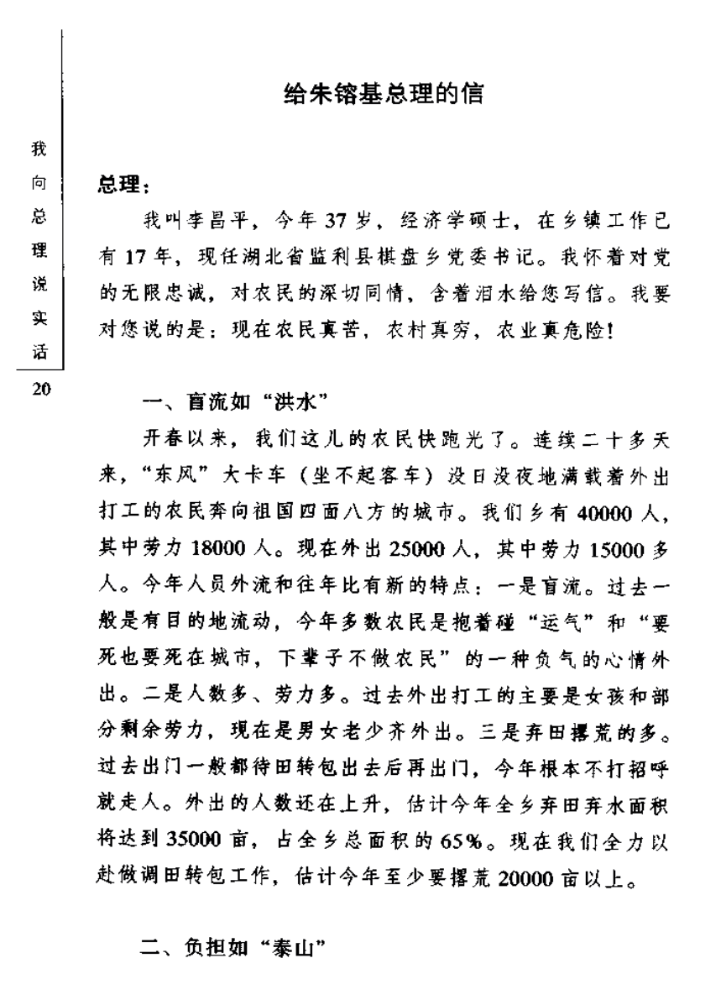 给朱镕基总理的信
我向总理说实话
20
总理：
我叫李昌平，今年 37 岁，经济学硕士，在乡镇工作已
有 17 年，现任湖北省监利县棋盘乡党委书记。我怀着对党
的无限忠诚，对农民的深切同情，含着泪水给您写信。我要
对您说的是：现在农民真苦，农村真穷，农业真危险！
一、盲流如“洪水”
开春以来，我们这儿的农民快跑光了。连续二十多天
来，“东风”大卡车（坐不起客车）没日没夜地满载着外出
打工的农民奔向祖国四面八方的城市。我们乡有 40000 人，
其中劳力 18000 人。现在外出 25000 人，其中劳力 15000 多
人。今年人员外流和往年比有新的特点：一是盲流。过去一
般是有目的地流动，今年多数农民是抱着碰“运气”和“要
死也要死在城市，下辈子不做农民”的一种负气的心情外
出。二是人数多、劳力多。过去外出打工的主要是女孩和部
分剩余劳力，现在是男女老少齐外出。三是弃田撂荒的多。
过去出门一般都待田转包出去后再出门，今年根本不打招呼
就走人。外出的人数还在上升，估计今年全乡弃田弃水面积
将达到 35000 亩，占全乡总面积的 65%。现在我们全力以
赴做调田转包工作，估计今年至少要撂荒 20000 亩以上。
二、负担如“泰山”